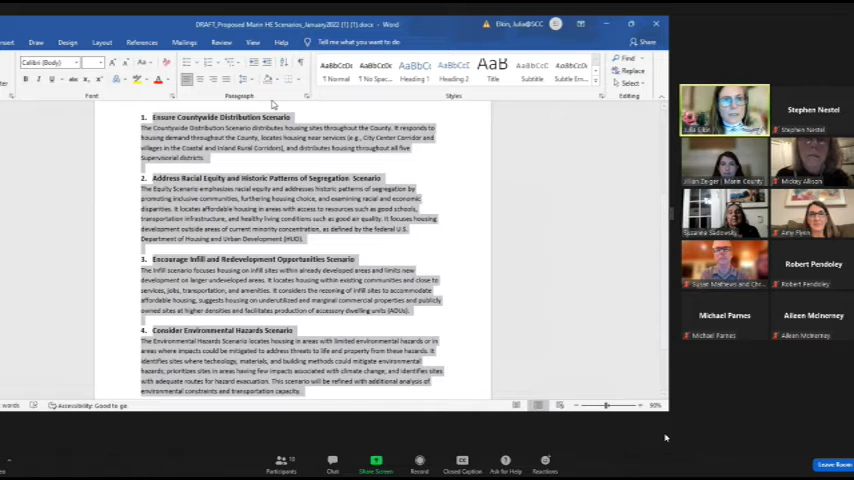 DRAFT_Proposed Marin HE Scenarios_January2022 [1] [1].docx - Word
Elkin, Julia@SCC
Insert Draw Design Layout References Mailings Review View Help Tell me what you want to do Share
Calibri (Body)
AaBbCcDc AaBbCcDc AaBbCc AaBbCcC AaB AaBbCcD AaBbCcDc
¶ Normal ¶ No Spac... Heading 1 Heading 2 Title Subtitle Subtle Em...
Find
Replace
Select
Font Paragraph Styles Editing
1. Ensure Countywide Distribution Scenario
The Countywide Distribution Scenario distributes housing sites throughout the County. It responds to
housing demand throughout the County, locates housing near services (e.g., City Center Corridor and
villages in the Coastal and Inland Rural Corridors), and distributes housing throughout all five
Supervisorial districts.
2. Address Racial Equity and Historic Patterns of Segregation Scenario
The Equity Scenario emphasizes racial equity and addresses historic patterns of segregation by
promoting inclusive communities, furthering housing choice, and examining racial and economic
disparities. It locates affordable housing in areas with access to resources such as good schools,
transportation infrastructure, and healthy living conditions such as good air quality. It focuses housing
development outside areas of current minority concentration, as defined by the federal U.S.
Department of Housing and Urban Development (HUD).
3. Encourage Infill and Redevelopment Opportunities Scenario
The Infill scenario focuses housing on infill sites within already developed areas and limits new
development on larger undeveloped areas. It locates housing within existing communities and close to
services, jobs, transportation, and amenities. It considers the rezoning of infill sites to accommodate
affordable housing, suggests housing on underutilized and marginal commercial properties and publicly
owned sites at higher densities and facilitates production of accessory dwelling units (ADUs).
4. Consider Environmental Hazards Scenario
The Environmental Hazards Scenario locates housing in areas with limited environmental hazards or in
areas where impacts could be mitigated to address threats to life and property from these hazards. It
identifies sites where technology, materials, and building methods could mitigate environmental
hazards; prioritizes sites in areas having few impacts associated with climate change; and identifies sites
with adequate routes for hazard evacuation. This scenario will be refined with additional analysis of
environmental constraints and transportation capacity.
words Accessibility: Good to go 90%
Julia Elkin
Stephen Nestel
Stephen Nestel
Jillian Zeiger | Marin County
Mickey Allison
Suzanne Sadowsky
Amy Flynn
Susan Mathews and Chr...
Robert Pendoley
Robert Pendoley
Michael Parnes
Michael Parnes
Aileen McInerney
Aileen McInerney
10
Participants Chat Share Screen Record Closed Caption Ask for Help Reactions
Leave Room